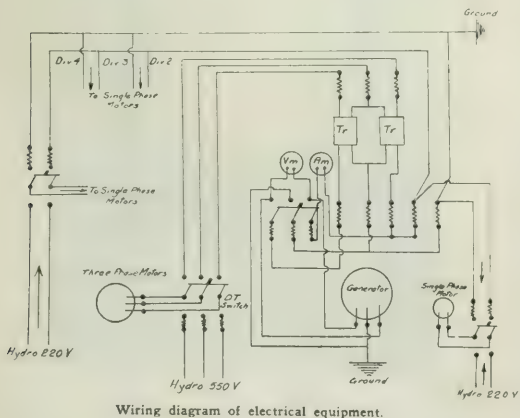 Ground
Div 4
Div 3
Div 2
To Single Phase
Motors
Tr
Tr
Vm
Am
To Single Phase
Motors
Three Phase Motors
DT
Switch
Generator
Single Phase
Motor
Hydro 220 V
Hydro 550 V
Ground
Hydro 220 V
Wiring diagram of electrical equipment.